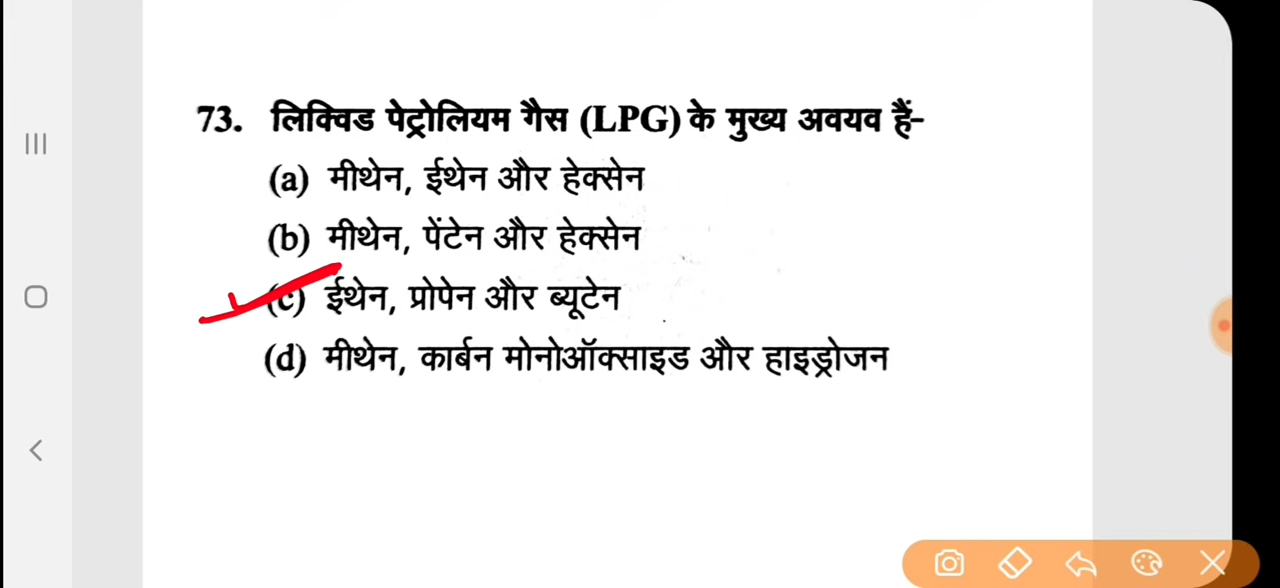 73. लिक्विड पेट्रोलियम गैस (LPG) के मुख्य अवयव हैं-
(a) मीथेन, ईथेन और हेक्सेन
(b) मीथेन, पेंटेन और हेक्सेन
(c) ईथेन, प्रोपेन और ब्यूटेन
(d) मीथेन, कार्बन मोनोऑक्साइड और हाइड्रोजन